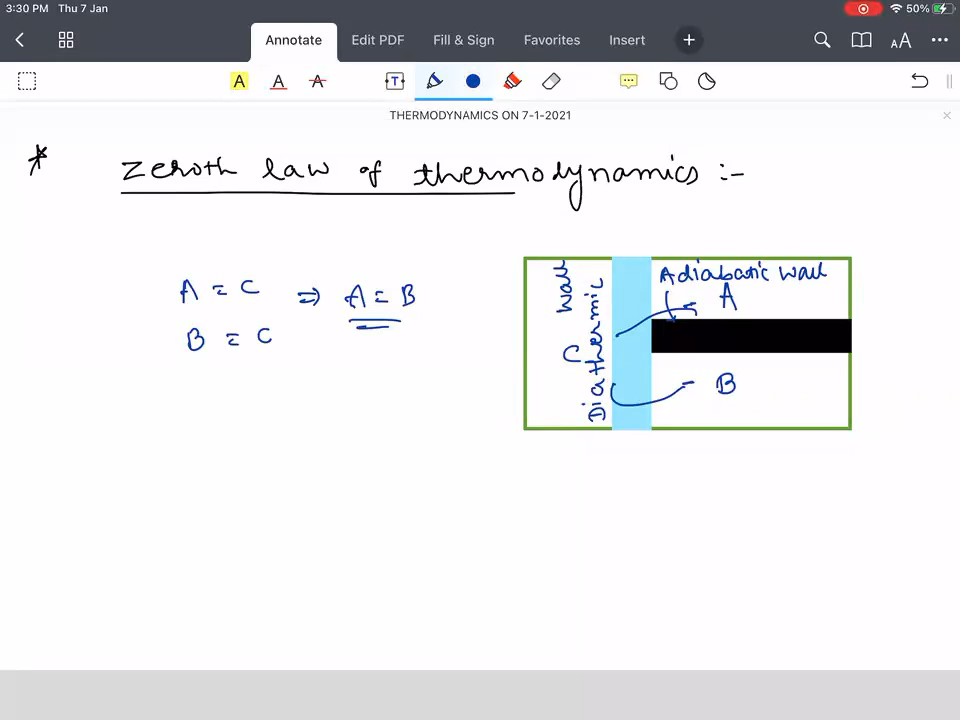 3:30 PM Thu 7 Jan 50%
Annotate Edit PDF Fill & Sign Favorites Insert + AA
A A A T
THERMODYNAMICS ON 7-1-2021
* Zeroth law of thermodynamics :-
A = C ⇒ A = B
B = C
Diathermic wall
C
Adiabatic wall
A
B